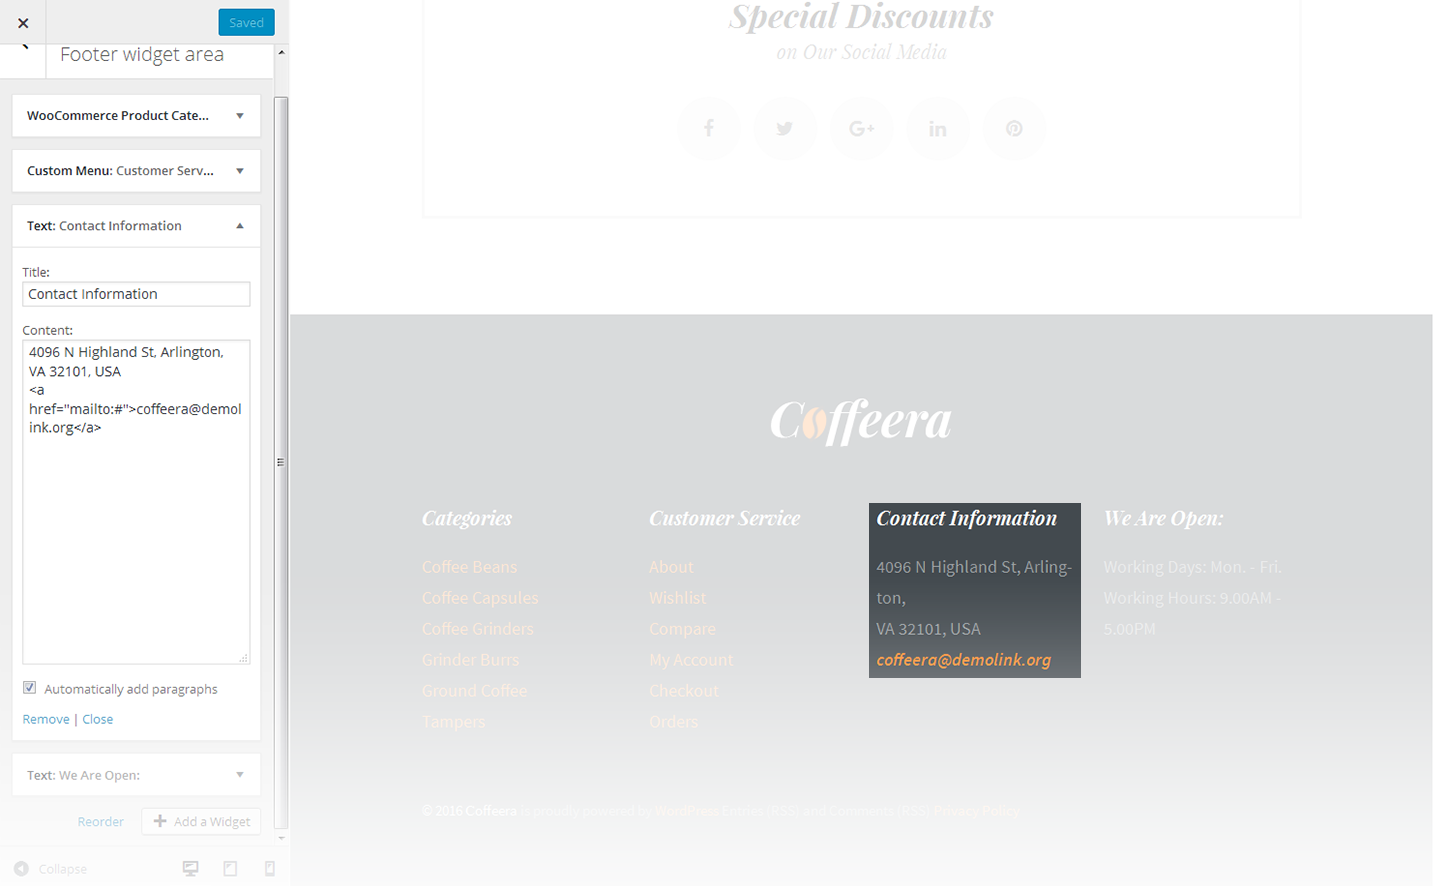 Saved
Footer widget area
WooCommerce Product Cate...
Custom Menu: Customer Serv...
Text: Contact Information
Title:
Contact Information
Content:
4096 N Highland St, Arlington,
VA 32101, USA
<a
href="mailto:#">coffeera@demol
ink.org</a>
Automatically add paragraphs
Remove | Close
Text: We Are Open:
Reorder
Add a Widget
Collapse
Special Discounts
on Our Social Media
Coffeera
Categories
Coffee Beans
Coffee Capsules
Coffee Grinders
Grinder Burrs
Ground Coffee
Tampers
Customer Service
About
Wishlist
Compare
My Account
Checkout
Orders
Contact Information
4096 N Highland St, Arling-
ton,
VA 32101, USA
coffeera@demolink.org
We Are Open:
Working Days: Mon. - Fri.
Working Hours: 9.00AM -
5.00PM
© 2016 Coffeera is proudly powered by WordPress Entries (RSS) and Comments (RSS) Privacy Policy